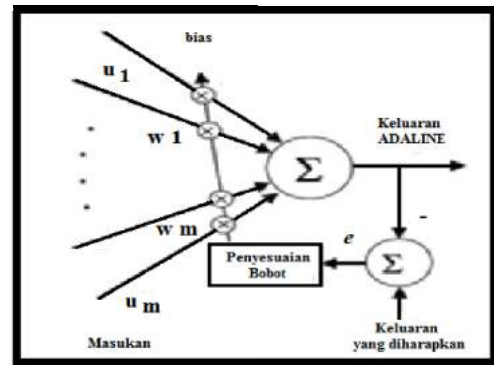 bias
u 1
w 1
Σ
Keluaran
ADALINE
w m
u m
Penyesuaian
Bobot
e
-
Σ
Masukan
Keluaran
yang diharapkan